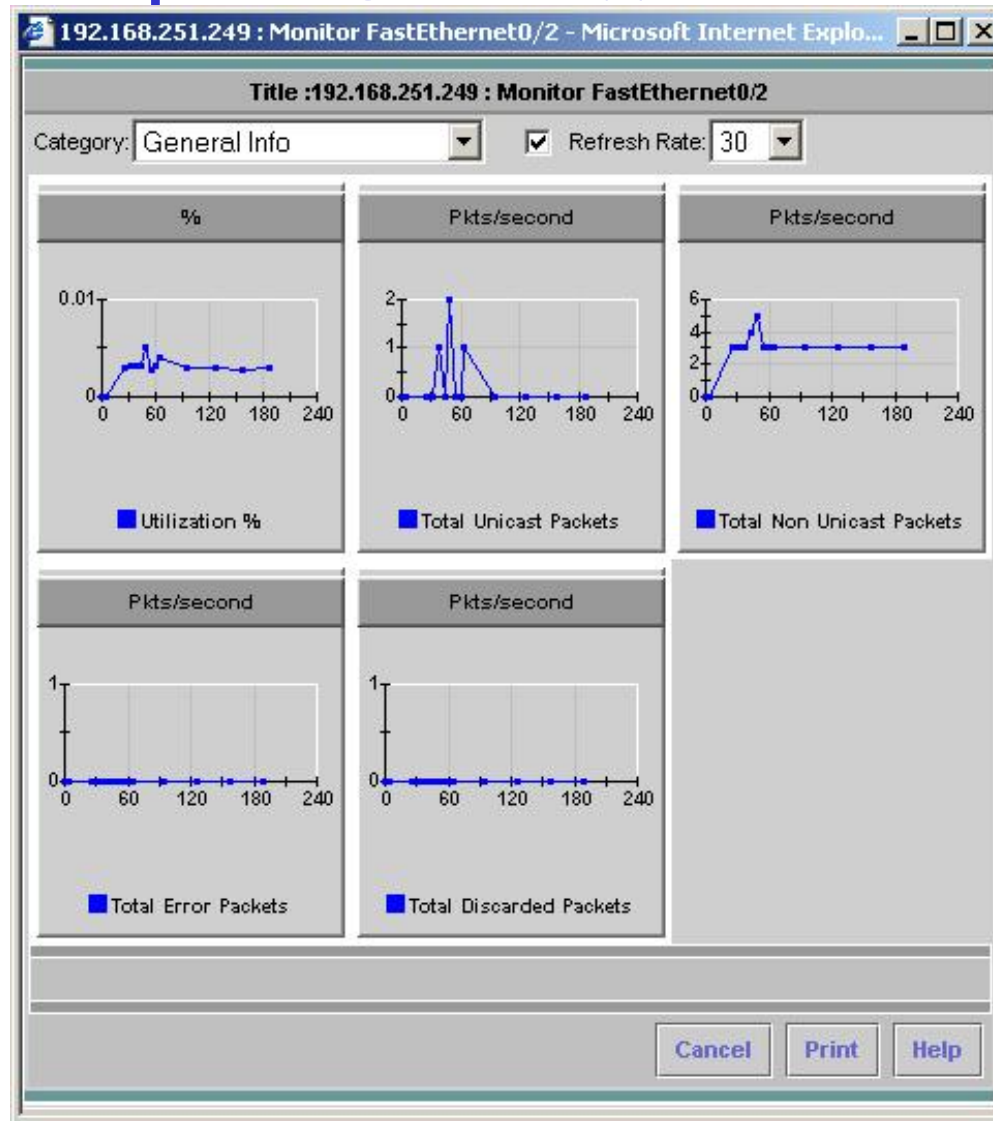 192.168.251.249 : Monitor FastEthernet0/2 - Microsoft Internet Explo...
Title :192.168.251.249 : Monitor FastEthernet0/2
Category: General Info Refresh Rate: 30
% Pkts/second Pkts/second
0.01
0
0 60 120 180 240
Utilization %
2
1
0
0 60 120 180 240
Total Unicast Packets
6
4
2
0
0 60 120 180 240
Total Non Unicast Packets
Pkts/second Pkts/second
1
0
0 60 120 180 240
Total Error Packets
1
0
0 60 120 180 240
Total Discarded Packets
Cancel Print Help